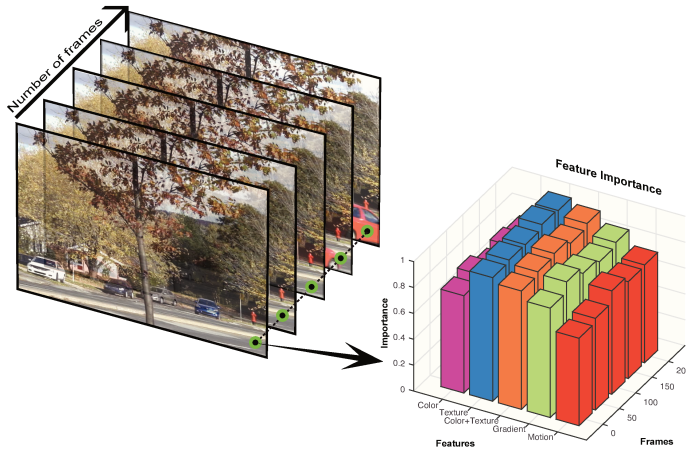 Number of frames
Feature Importance
Importance
1
0.8
0.6
0.4
0.2
0
Color
Texture
Color+Texture
Gradient
Motion
Features
0
50
100
150
20
Frames